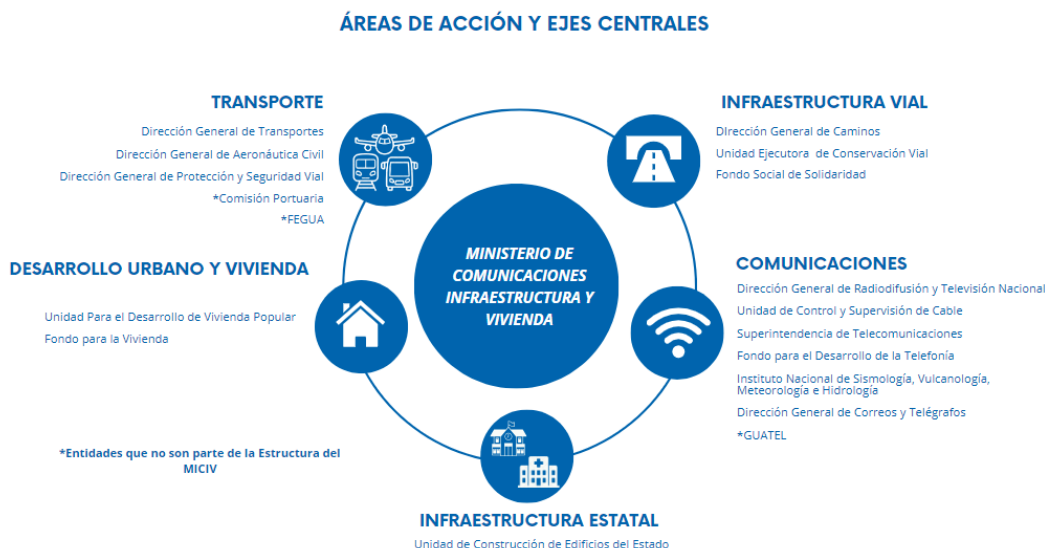 ÁREAS DE ACCIÓN Y EJES CENTRALES
TRANSPORTE
Dirección General de Transportes
Dirección General de Aeronáutica Civil
Dirección General de Protección y Seguridad Vial
*Comisión Portuaria
*FEGUA
INFRAESTRUCTURA VIAL
DIrección General de Caminos
Unidad Ejecutora de Conservación Vial
Fondo Social de Solidaridad
MINISTERIO DE
COMUNICACIONES
INFRAESTRUCTURA Y
VIVIENDA
DESARROLLO URBANO Y VIVIENDA
Unidad Para el Desarrollo de Vivienda Popular
Fondo para la Vivienda
COMUNICACIONES
Dirección General de Radiodifusión y Televisión Nacional
Unidad de Control y Supervisión de Cable
Superintendencia de Telecomunicaciones
Fondo para el Desarrollo de la Telefonía
Instituto Nacional de Sismología, Vulcanología,
Meteorología e Hidrología
Dirección General de Correos y Telégrafos
*GUATEL
*Entidades que no son parte de la Estructura del
MICIV
INFRAESTRUCTURA ESTATAL
Unidad de Construcción de Edificios del Estado